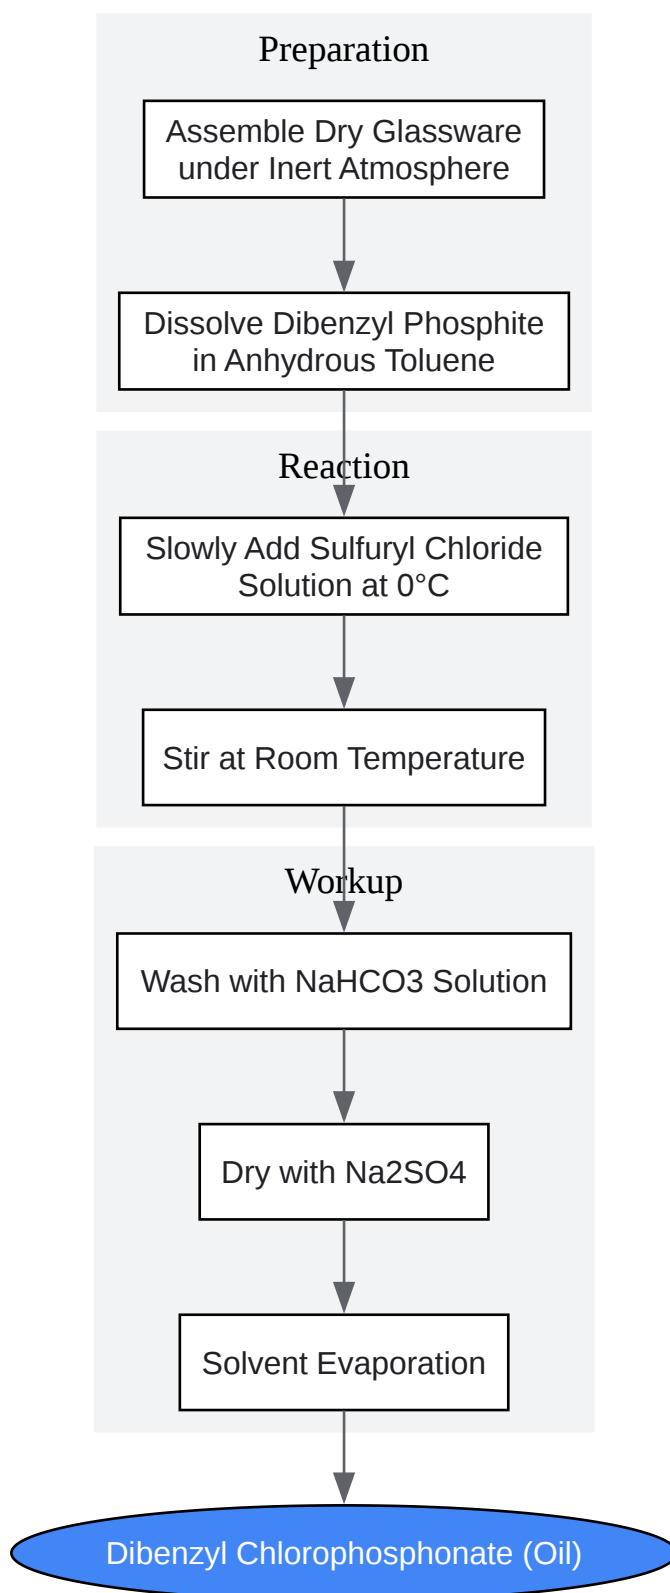 Preparation
Assemble Dry Glassware
under Inert Atmosphere
Dissolve Dibenzyl Phosphite
in Anhydrous Toluene
Reaction
Slowly Add Sulfuryl Chloride
Solution at 0°C
Stir at Room Temperature
Workup
Wash with NaHCO3 Solution
Dry with Na2SO4
Solvent Evaporation
Dibenzyl Chlorophosphonate (Oil)